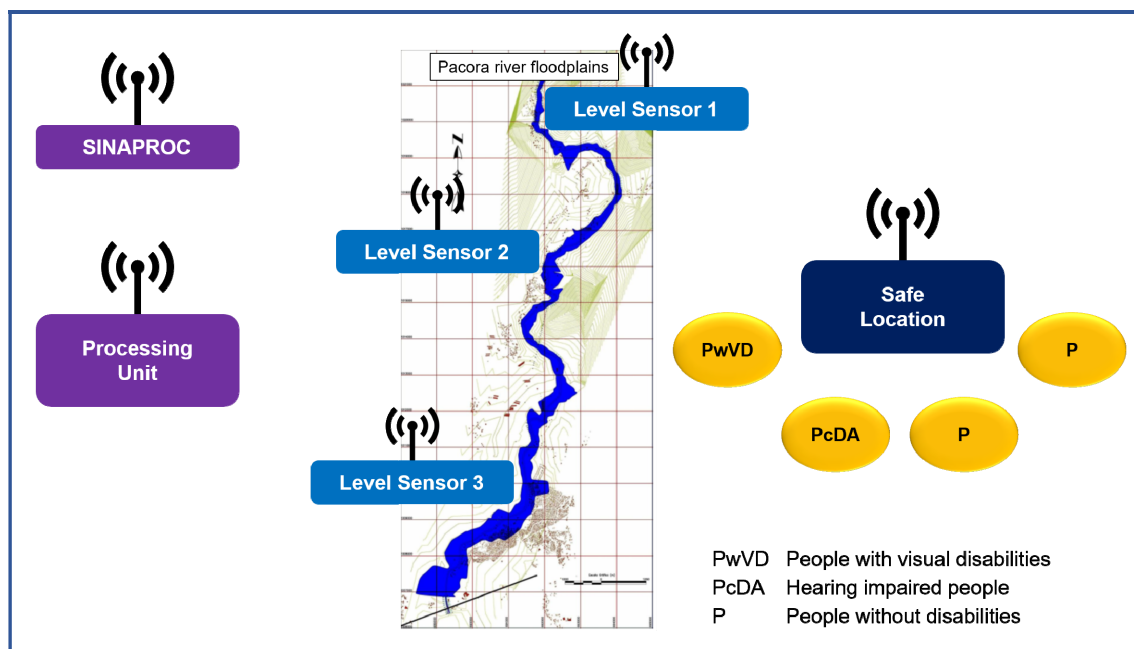 Pacora river floodplains
Level Sensor 1
SINAPROC
Level Sensor 2
Processing
Unit
Safe
Location
PwVD
P
PcDA
P
Level Sensor 3
PwVD People with visual disabilities
PcDA Hearing impaired people
P People without disabilities